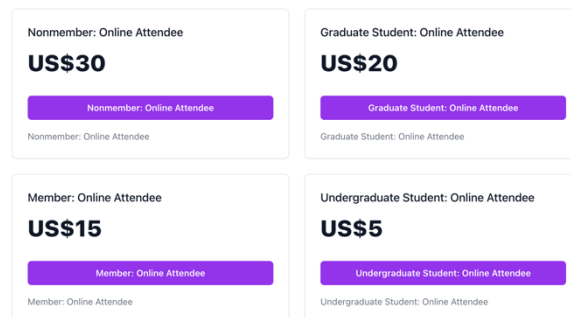 Nonmember: Online Attendee
US$30
Nonmember: Online Attendee
Nonmember: Online Attendee
Graduate Student: Online Attendee
US$20
Graduate Student: Online Attendee
Graduate Student: Online Attendee
Member: Online Attendee
US$15
Member: Online Attendee
Member: Online Attendee
Undergraduate Student: Online Attendee
US$5
Undergraduate Student: Online Attendee
Undergraduate Student: Online Attendee